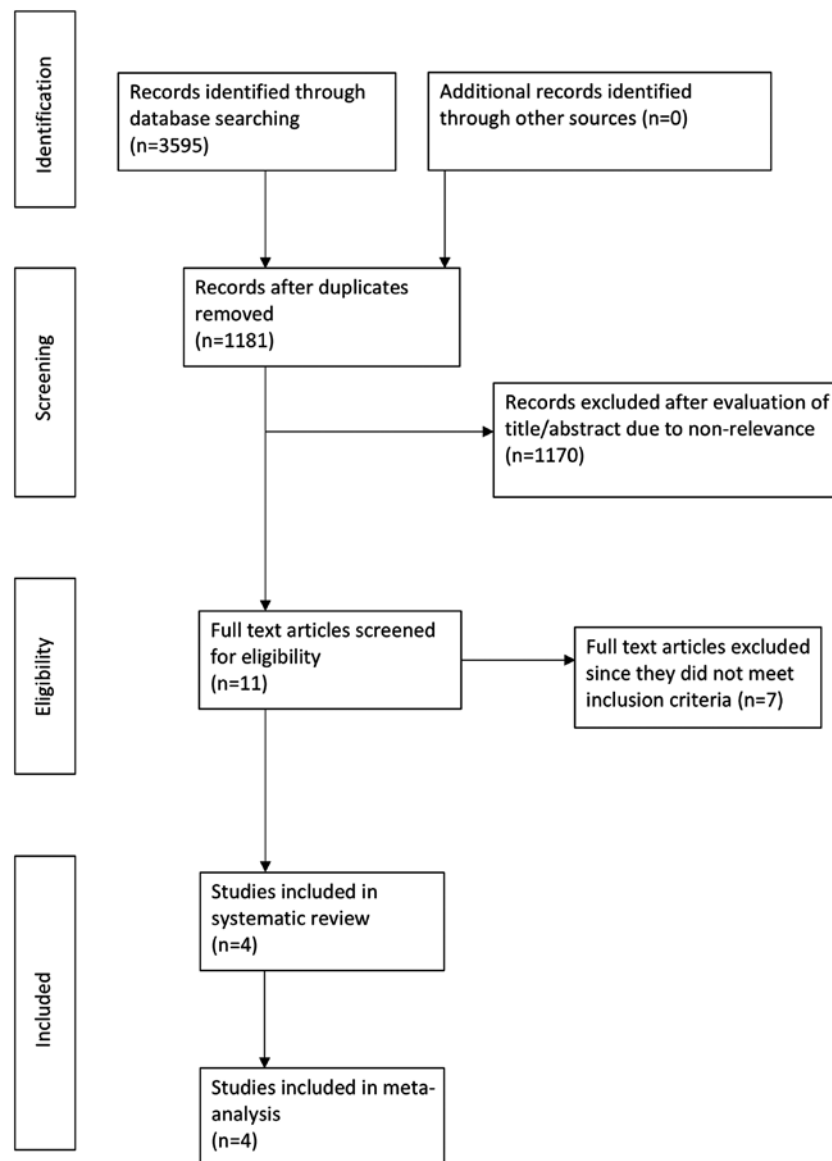 Identification
Records identified through
database searching
(n=3595)
Additional records identified
through other sources (n=0)
Screening
Records after duplicates
removed
(n=1181)
Records excluded after evaluation of
title/abstract due to non-relevance
(n=1170)
Eligibility
Full text articles screened
for eligibility
(n=11)
Full text articles excluded
since they did not meet
inclusion criteria (n=7)
Included
Studies included in
systematic review
(n=4)
Studies included in meta-
analysis
(n=4)